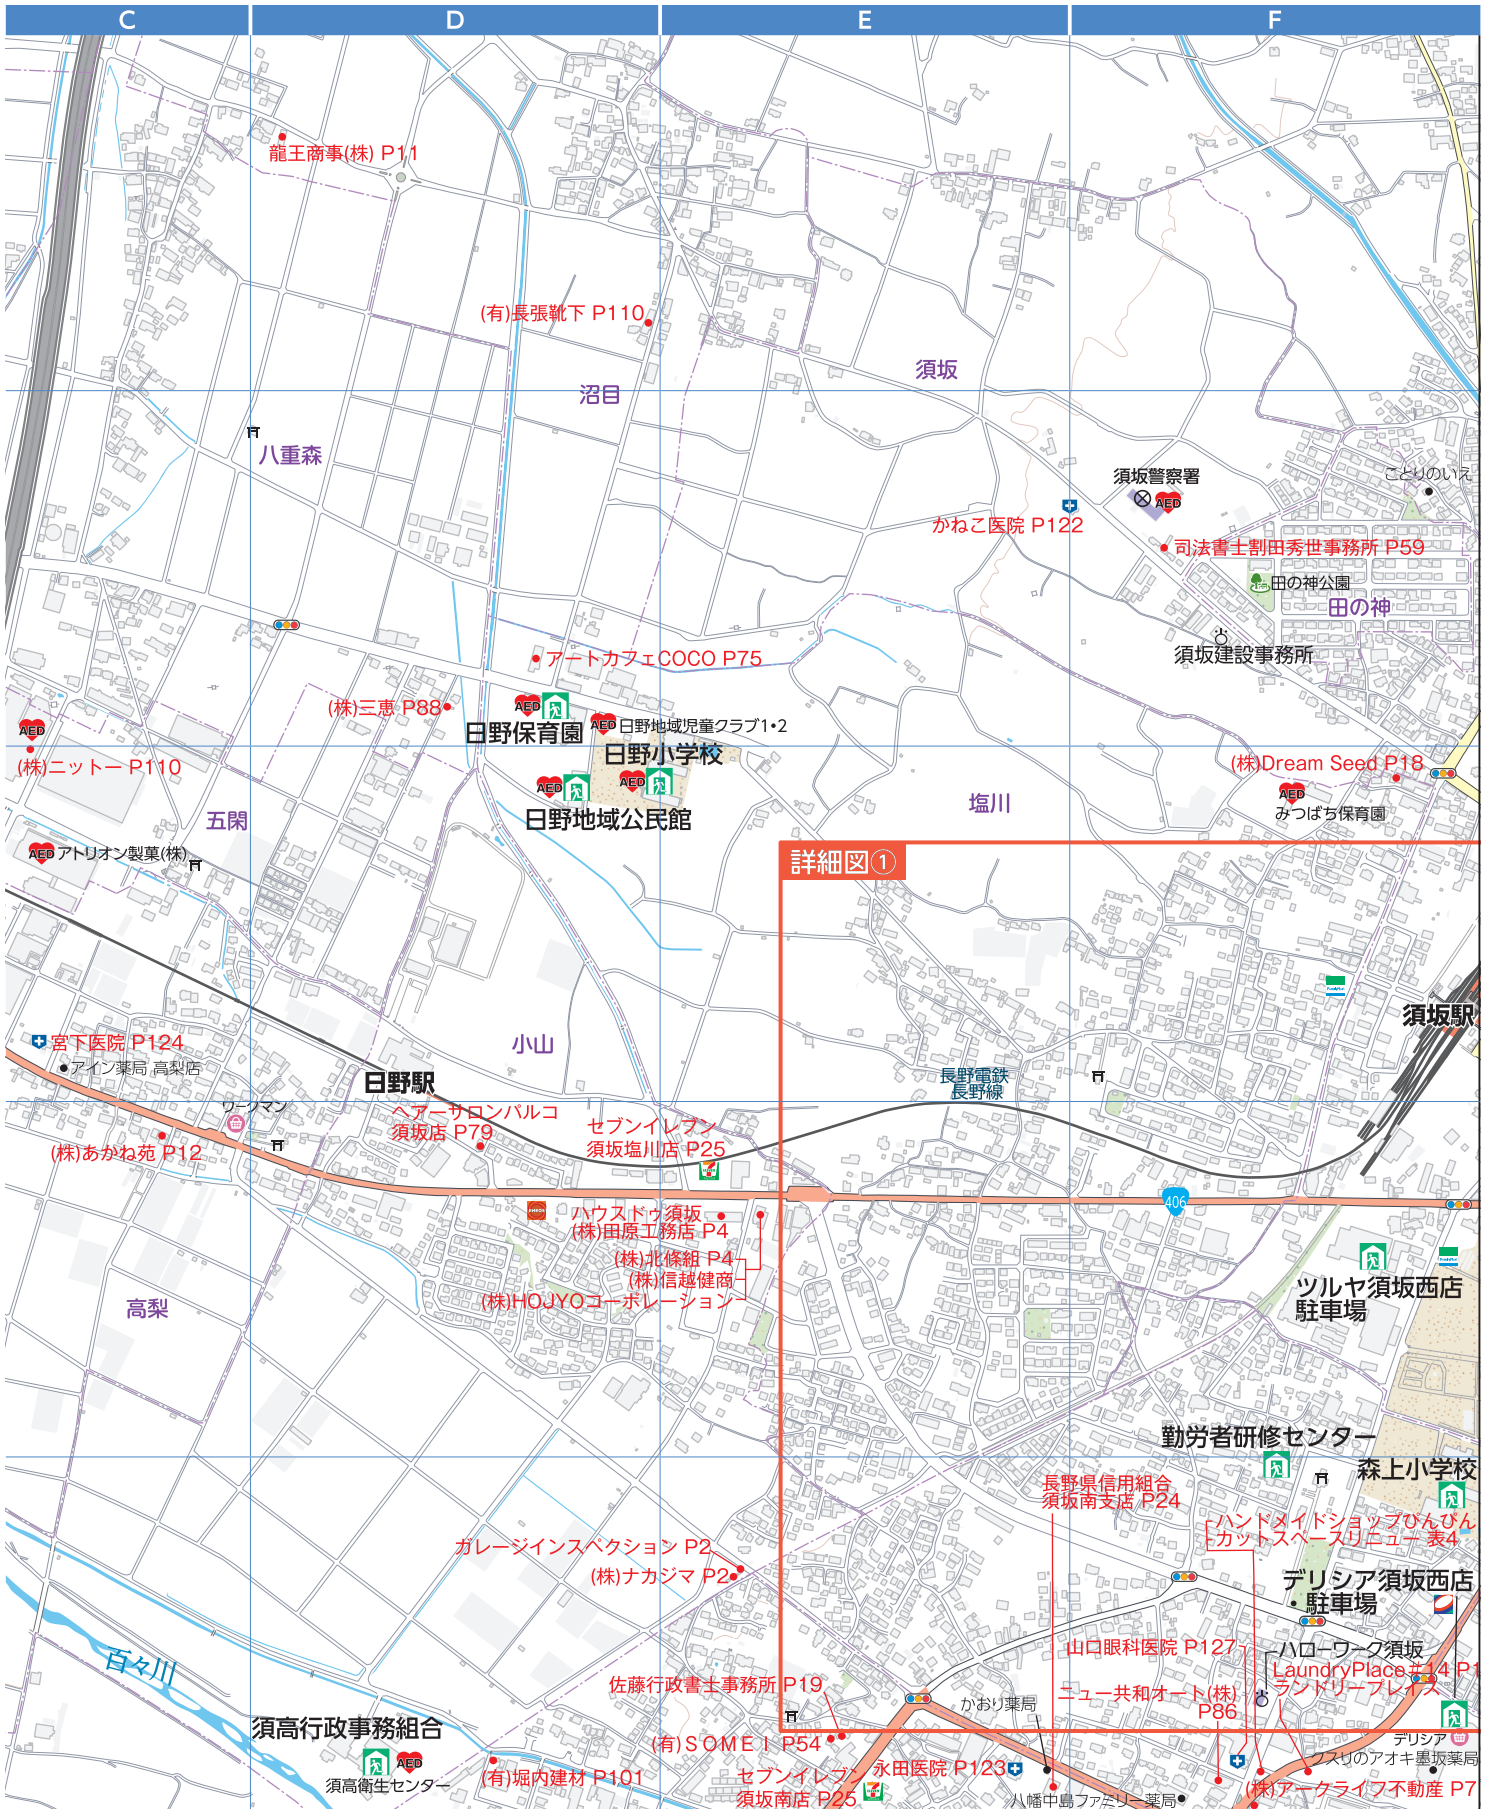 C
D
E
F
龍王商事(株) P11
(有)長張靴下 P110
須坂
沼目
八重森
須坂警察署
AED
ことりのいえ
かねこ医院 P122
司法書士割田秀世事務所 P59
田の神公園
田の神
須坂建設事務所
アートカフェCOCO P75
(株)三恵 P88
AED
日野保育園
AED
日野地域児童クラブ1・2
日野小学校
AED
(株)ニットー P110
(株)Dream Seed P18
AED
みつばち保育園
AED
AED
日野地域公民館
塩川
五閑
AED
アトリオン製菓(株)
詳細図①
須坂駅
小山
宮下医院 P124
アイン薬局 高梨店
日野駅
長野電鉄
長野線
ワークマン
ヘアーサロンパルコ
須坂店 P79
セブンイレブン
須坂塩川店 P25
(株)あかね苑 P12
406
ハウスドゥ須坂
(株)田原工務店 P4
(株)北條組 P4
(株)信越健商
(株)HOJYOコーポレーション
高梨
ツルヤ須坂西店
駐車場
勤労者研修センター
森上小学校
長野県信用組合
須坂南支店 P24
ハンドメイドショップぴんぴん
カットスペースリニュー 表4
ガレージインスペクション P2
(株)ナカジマ P2
デリシア須坂西店
駐車場
百々川
山口眼科医院 P127
ハローワーク須坂
LaundryPlace#14 P1
ランドリープレイス
佐藤行政書士事務所 P19
ニュー共和オート(株)
P86
かおり薬局
須高行政事務組合
AED
須高衛生センター
(有)SOMEI P54
(有)堀内建材 P101
セブンイレブン
須坂南店 P25
永田医院 P123
デリシア
クスリのアオキ墨坂薬局
(株)アークライフ不動産 P7
八幡中島ファミリー薬局